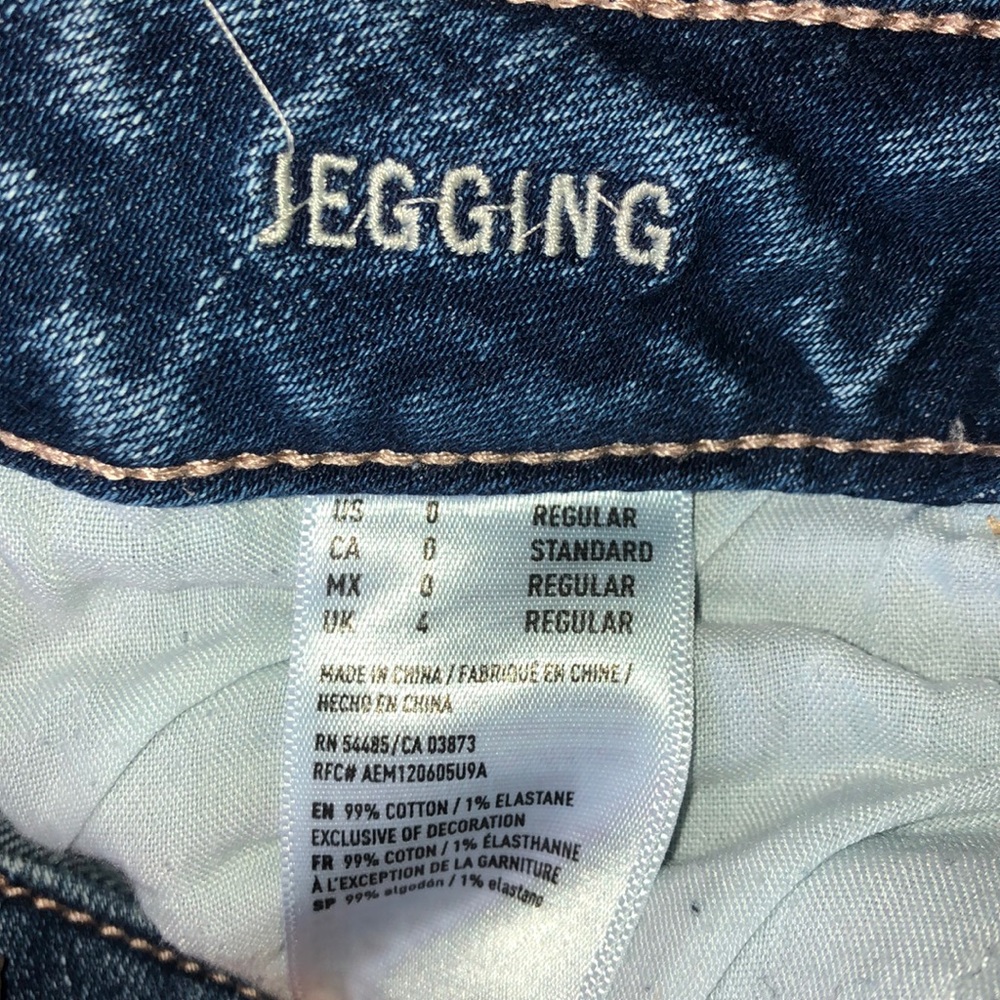 JEGGING
US 0 REGULAR
CA 0 STANDARD
MX 0 REGULAR
UK 4 REGULAR
MADE IN CHINA / FABRIQUÉ EN CHINE /
HECHO EN CHINA
RN 54485/CA 03873
RFC# AEM120605U9A
EN 99% COTTON / 1% ELASTANE
EXCLUSIVE OF DECORATION
FR 99% COTON / 1% ÉLASTHANNE
À L'EXCEPTION DE LA GARNITURE
SP 99% algodón / 1% elastano